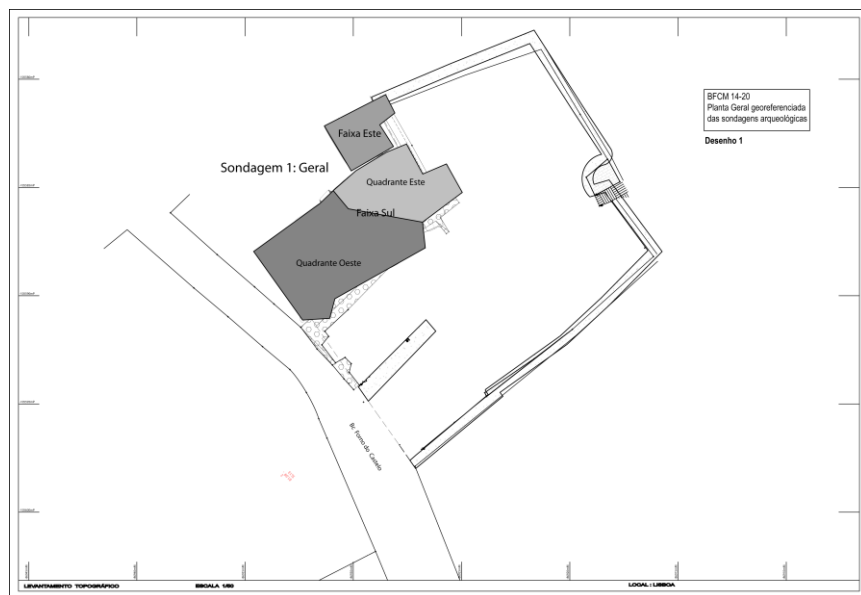 BFCM 14-20
Planta Geral georeferenciada
das sondagens arqueológicas
Desenho 1
Faixa Este
Sondagem 1: Geral
Quadrante Este
Faixa Sul
Quadrante Oeste
LEVANTAMENTO TOPOGRÁFICO
ESCALA 1/50
LOCAL : LISBOA